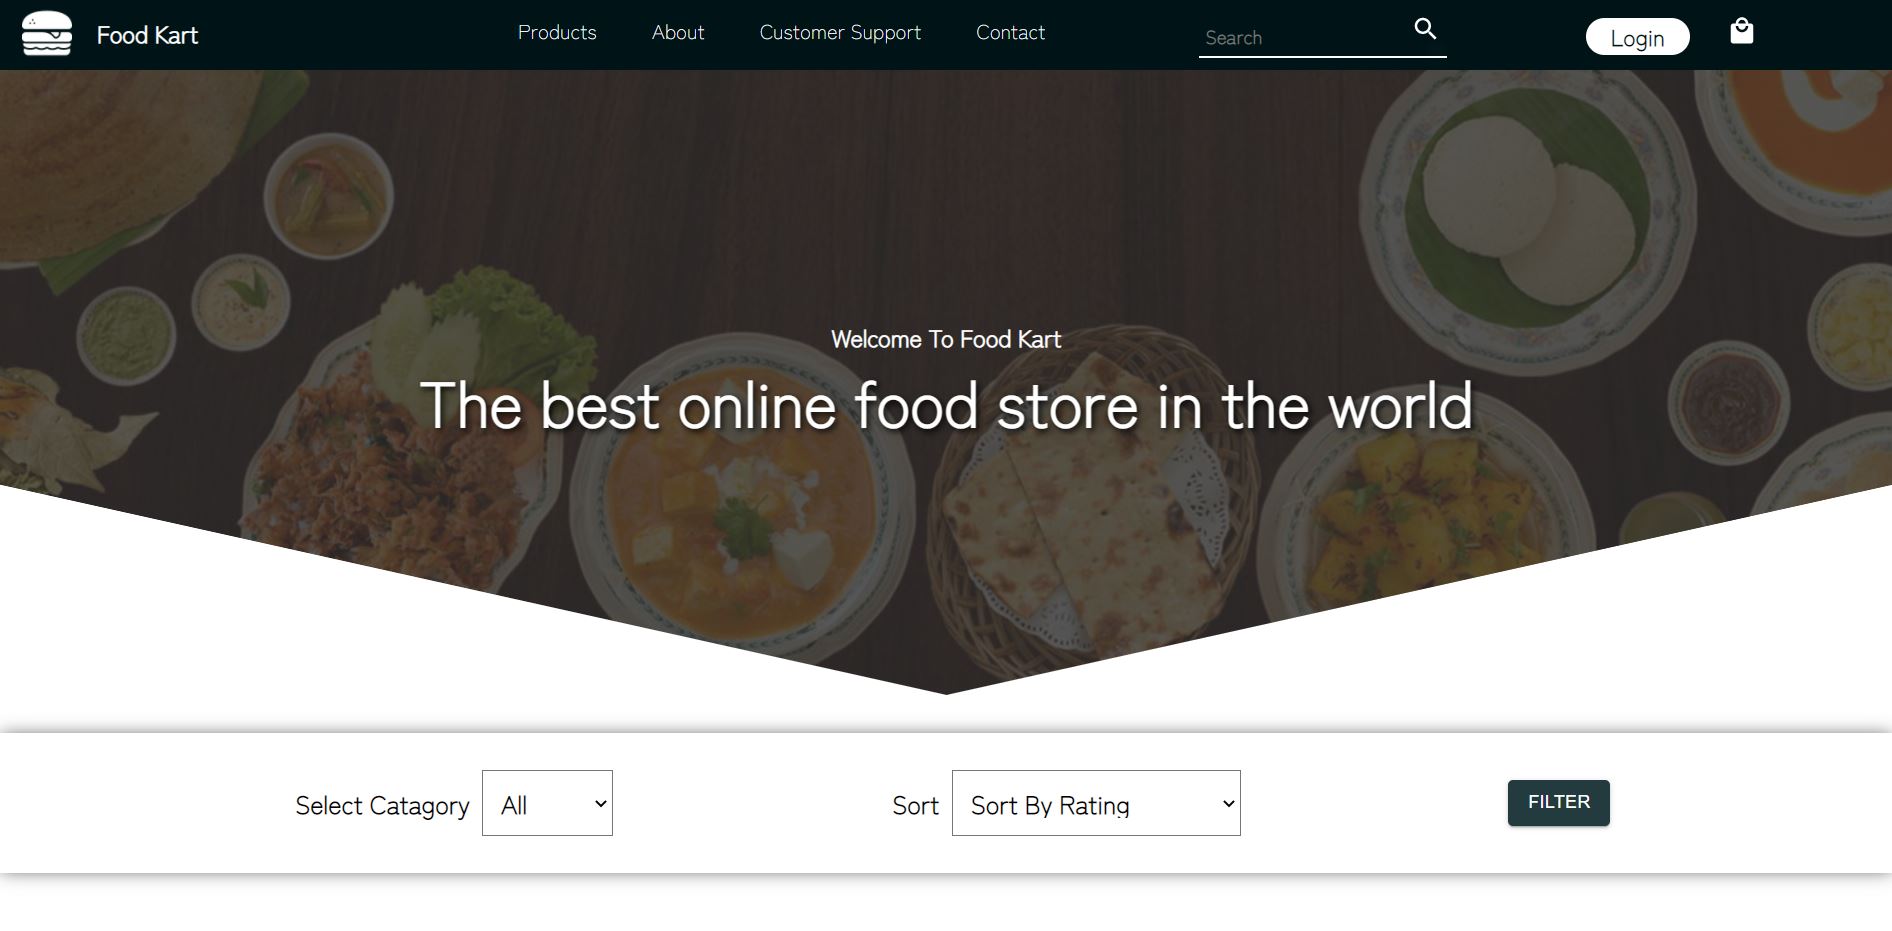 Food Kart
Products About Customer Support Contact
Search
Login
Welcome To Food Kart
The best online food store in the world
Select Catagory All
Sort Sort By Rating
FILTER